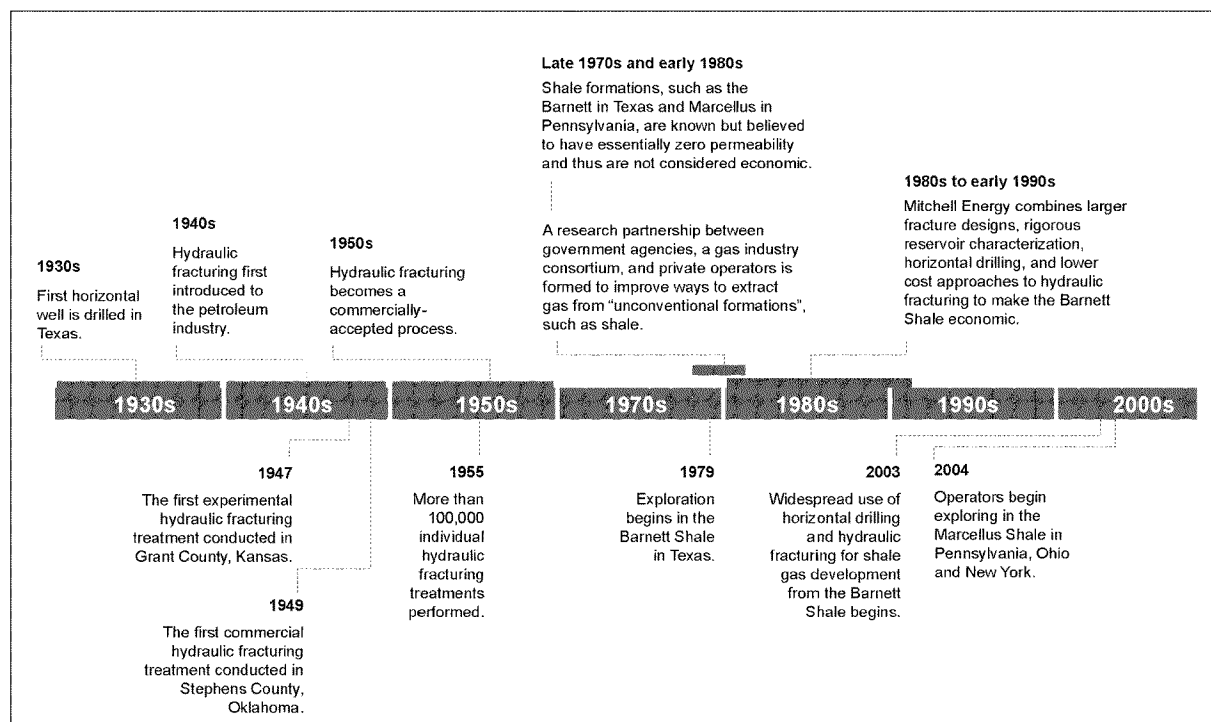 Late 1970s and early 1980s
Shale formations, such as the
Barnett in Texas and Marcellus in
Pennsylvania, are known but believed
to have essentially zero permeability
and thus are not considered economic.
A research partnership between
government agencies, a gas industry
consortium, and private operators is
formed to improve ways to extract
gas from “unconventional formations”,
such as shale.
1980s to early 1990s
Mitchell Energy combines larger
fracture designs, rigorous
reservoir characterization,
horizontal drilling, and lower
cost approaches to hydraulic
fracturing to make the Barnett
Shale economic.
1940s
Hydraulic
fracturing first
introduced to
the petroleum
industry.
1950s
Hydraulic fracturing
becomes a
commercially-
accepted process.
1930s
First horizontal
well is drilled in
Texas.
1930s
1940s
1950s
1970s
1980s
1990s
2000s
1947
The first experimental
hydraulic fracturing
treatment conducted in
Grant County, Kansas.
1949
The first commercial
hydraulic fracturing
treatment conducted in
Stephens County,
Oklahoma.
1955
More than
100,000
individual
hydraulic
fracturing
treatments
performed.
1979
Exploration
begins in the
Barnett Shale
in Texas.
2003
Widespread use of
horizontal drilling
and hydraulic
fracturing for shale
gas development
from the Barnett
Shale begins.
2004
Operators begin
exploring in the
Marcellus Shale in
Pennsylvania, Ohio
and New York.